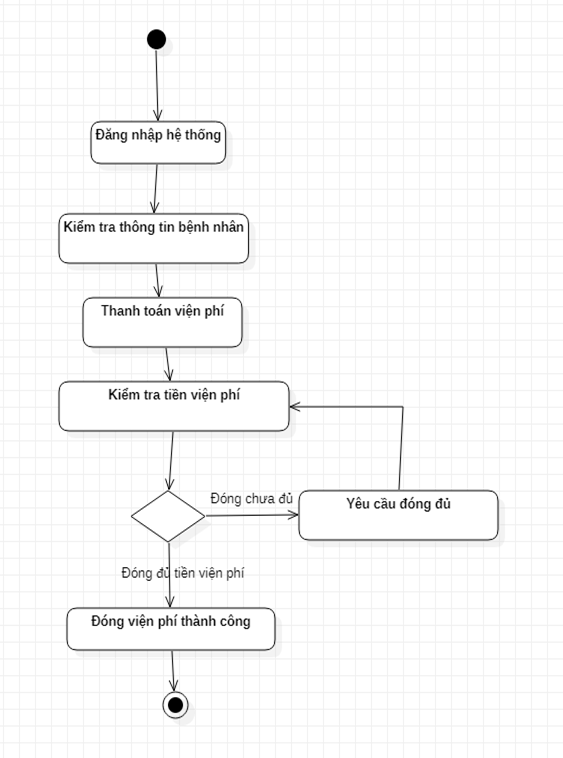 Đăng nhập hệ thống
Kiểm tra thông tin bệnh nhân
Thanh toán viện phí
Kiểm tra tiền viện phí
Đóng chưa đủ
Yêu cầu đóng đủ
Đóng đủ tiền viện phí
Đóng viện phí thành công